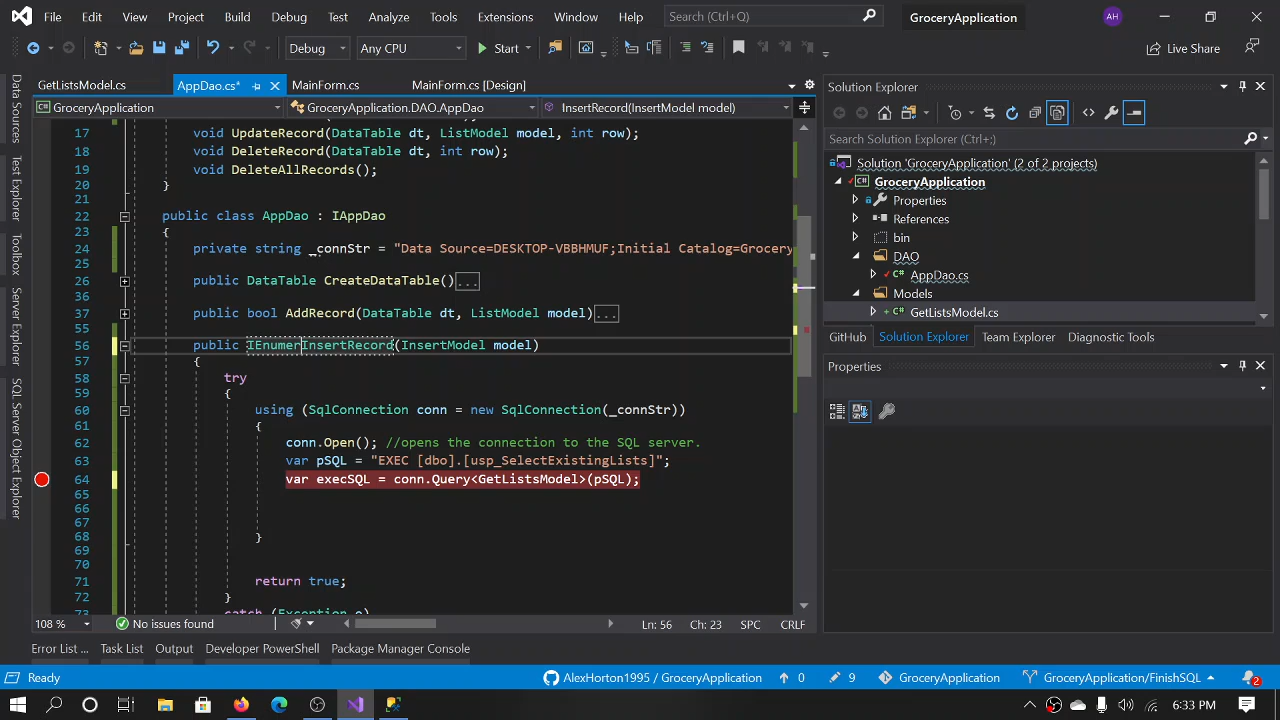 File Edit View Git Project Build Debug Test Analyze Tools Extensions Window Help Search (Ctrl+Q) GroceryApplication AH
Debug Any CPU Start Live Share
GetListsModel.cs AppDao.cs* MainForm.cs MainForm.cs [Design]
GroceryApplication GroceryApplication.DAO.AppDao InsertRecord(InsertModel model)
17 void UpdateRecord(DataTable dt, ListModel model, int row);
18 void DeleteRecord(DataTable dt, int row);
19 void DeleteAllRecords();
20 }
21
22 public class AppDao : IAppDao
23 {
24 private string _connStr = "Data Source=DESKTOP-VBBHMUF;Initial Catalog=Grocery
25
26 public DataTable CreateDataTable()...
36
37 public bool AddRecord(DataTable dt, ListModel model)...
55
56 public IEnumerInsertRecord(InsertModel model)
57 {
58 try
59 {
60 using (SqlConnection conn = new SqlConnection(_connStr))
61 {
62 conn.Open(); //opens the connection to the SQL server.
63 var pSQL = "EXEC [dbo].[usp_SelectExistingLists]";
64 var execSQL = conn.Query<GetListsModel>(pSQL);
65
66
67
68 }
69
70
71 return true;
72 }
73 catch (Exception e)
108 % No issues found Ln: 56 Ch: 23 SPC CRLF
Data Sources
Test Explorer
Toolbox
Server Explorer
SQL Server Object Explorer
Solution Explorer
Search Solution Explorer (Ctrl+;)
Solution 'GroceryApplication' (2 of 2 projects)
GroceryApplication
Properties
References
bin
DAO
AppDao.cs
Models
GetListsModel.cs
GitHub Solution Explorer Team Explorer Diagnostic Tools
Properties
Error List ... Task List Output Developer PowerShell Package Manager Console
Ready AlexHorton1995 / GroceryApplication 0 9 GroceryApplication GroceryApplication/FinishSQL 2
6:33 PM